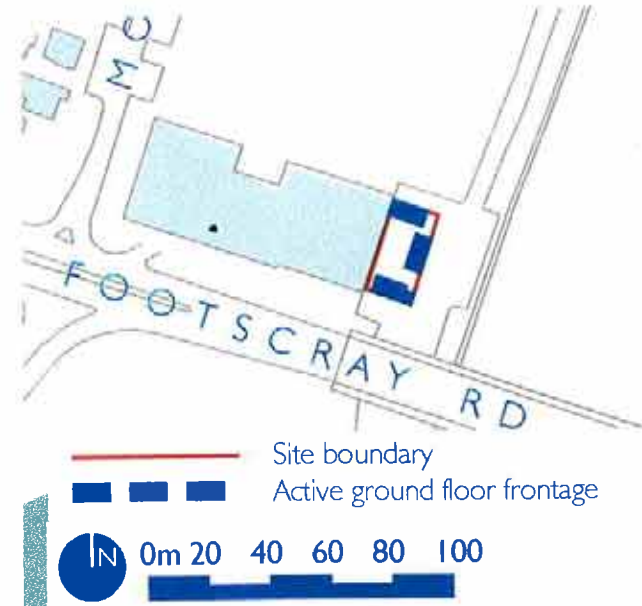 M C
FOOTSCRAY RD
Site boundary
Active ground floor frontage
N
0m 20 40 60 80 100